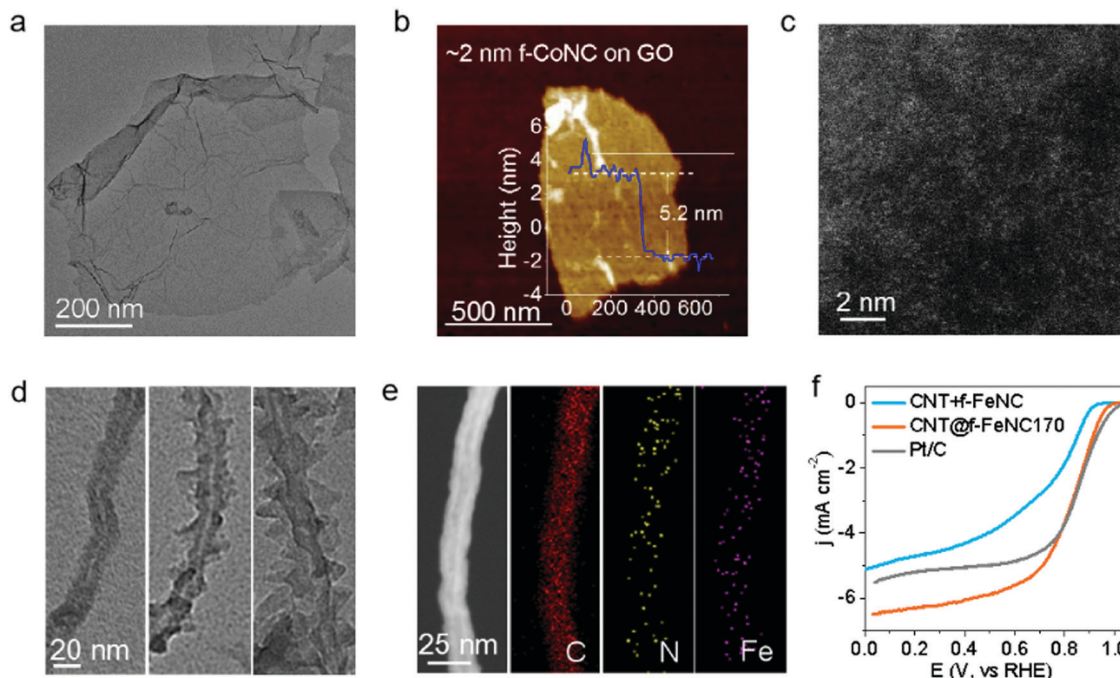 a
200 nm
b
~2 nm f-CoNC on GO
Height (nm)
6
4
2
0
-2
-4
5.2 nm
0 200 400 600
500 nm
c
2 nm
d
20 nm
e
25 nm
C
N
Fe
f
CNT+f-FeNC
CNT@f-FeNC170
Pt/C
j (mA cm-2)
0
-2
-4
-6
0.0 0.2 0.4 0.6 0.8 1.0
E (V, vs RHE)